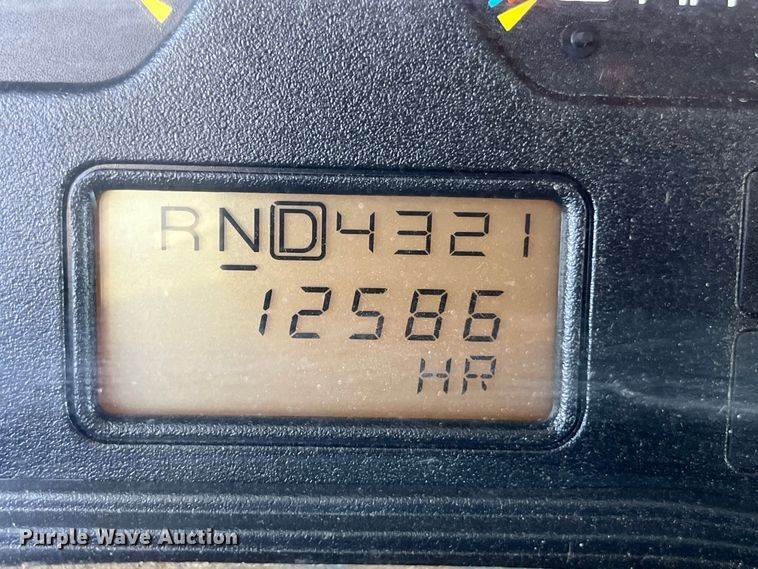 RND4321
12586
HR
Purple Wave Auction